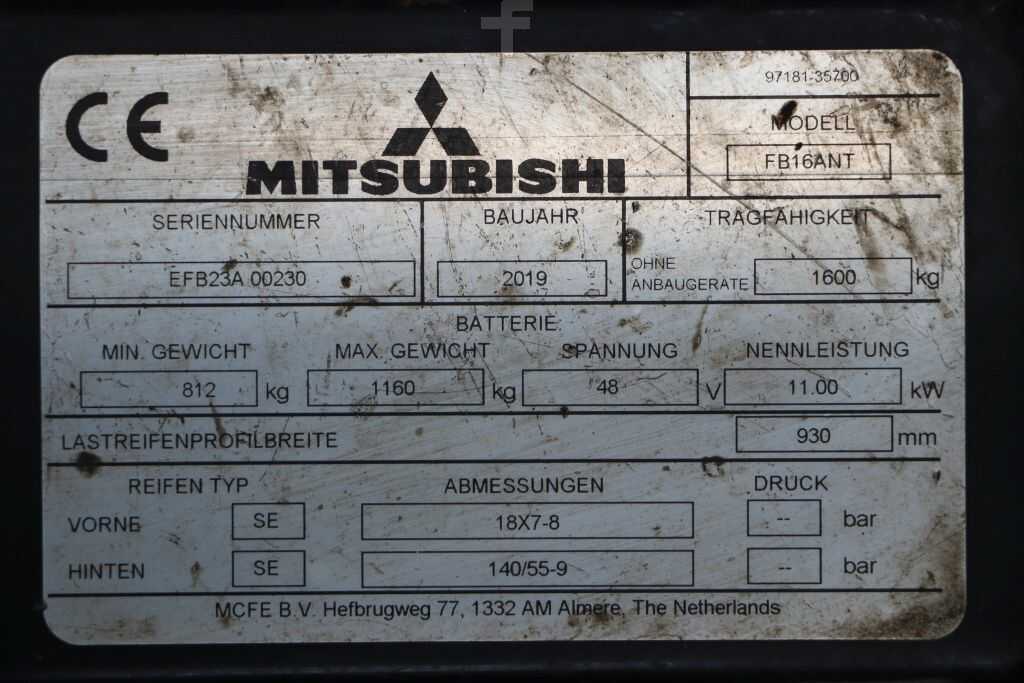 f
CE
MITSUBISHI
97181-35700
MODELL
FB16ANT
SERIENNUMMER
EFB23A 00230
BAUJAHR
2019
TRAGFÄHIGKEIT
OHNE
ANBAUGERÄTE
1600 kg
BATTERIE
MIN. GEWICHT MAX. GEWICHT SPANNUNG NENNLEISTUNG
812 kg 1160 kg 48 V 11.00 kW
LASTREIFENPROFILBREITE 930 mm
REIFEN TYP ABMESSUNGEN DRUCK
VORNE SE 18X7-8 -- bar
HINTEN SE 140/55-9 -- bar
MCFE B.V. Hefbrugweg 77, 1332 AM Almere, The Netherlands